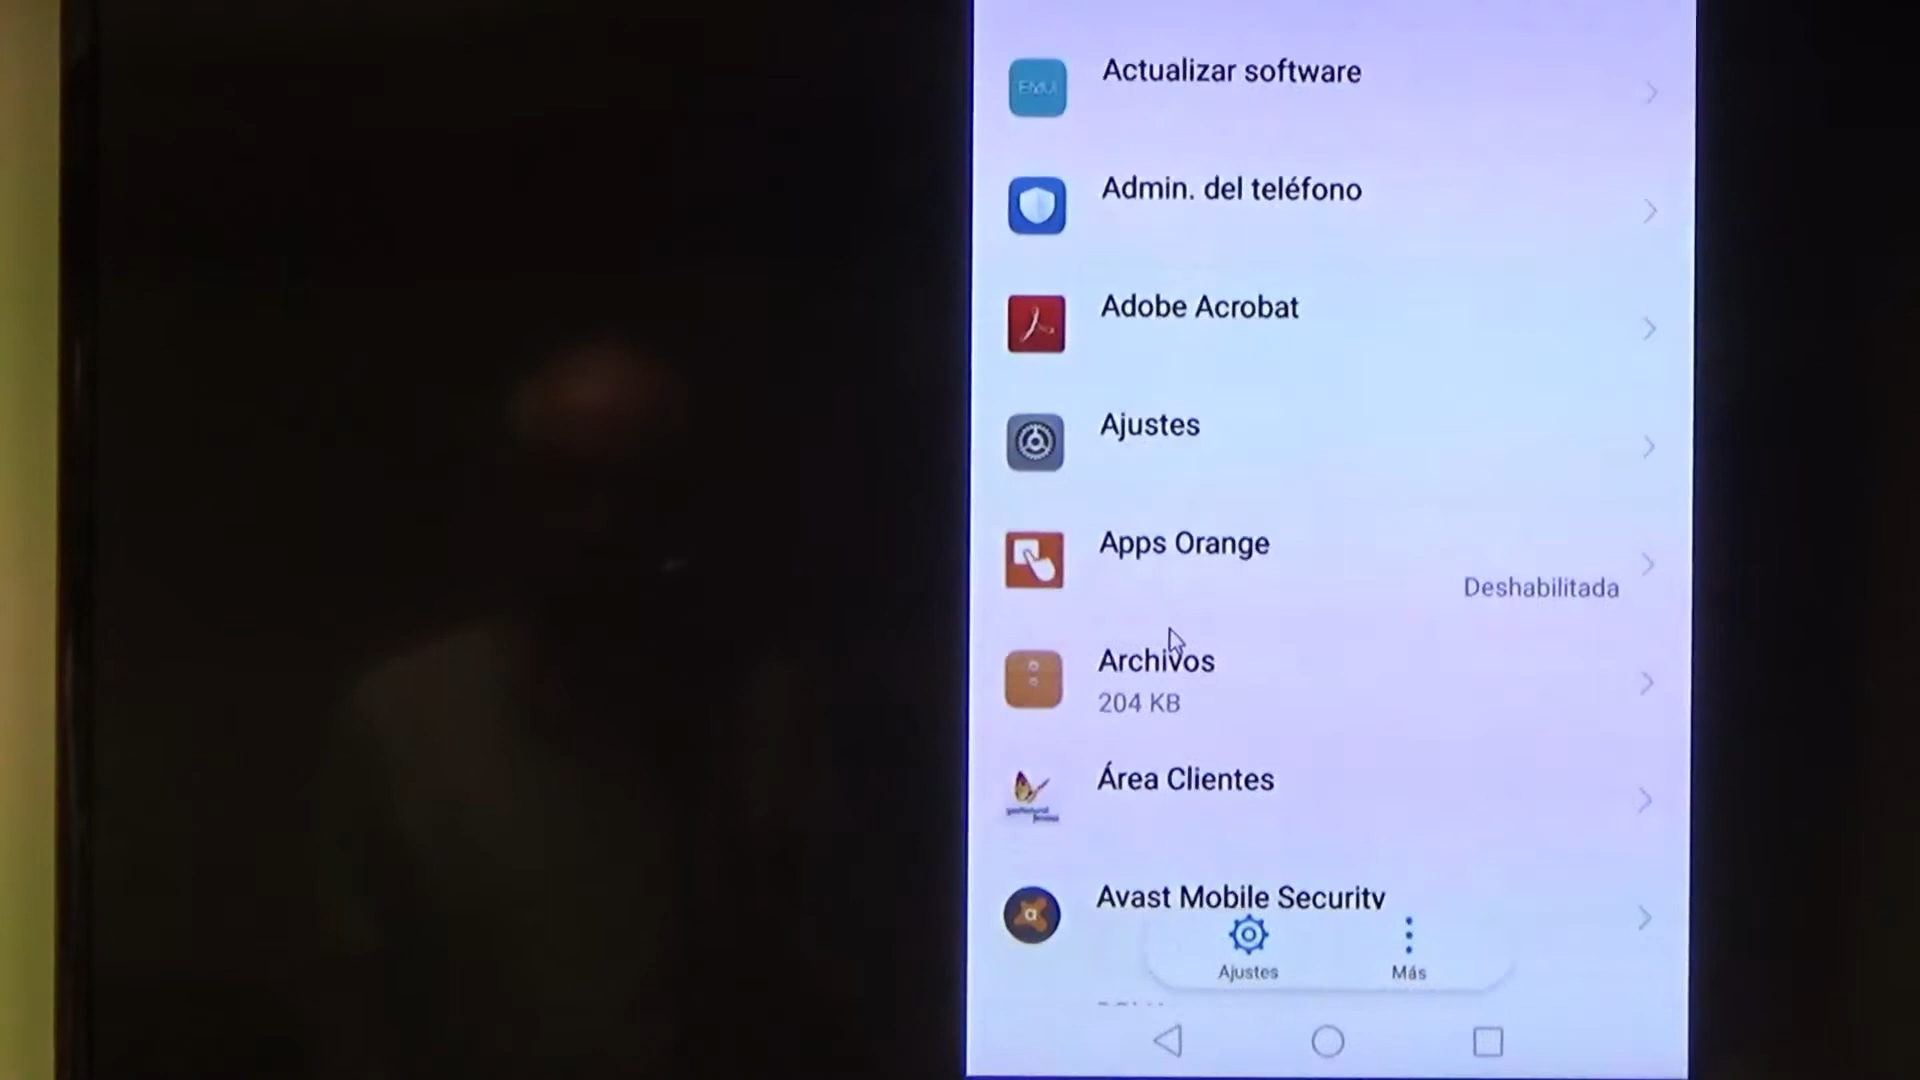 EMUI
Actualizar software
Admin. del teléfono
Adobe Acrobat
Ajustes
Apps Orange
Deshabilitada
Archivos
204 KB
Área Clientes
Avast Mobile Security
Ajustes
Más